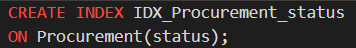 CREATE INDEX IDX_Procurement_status
ON Procurement(status);